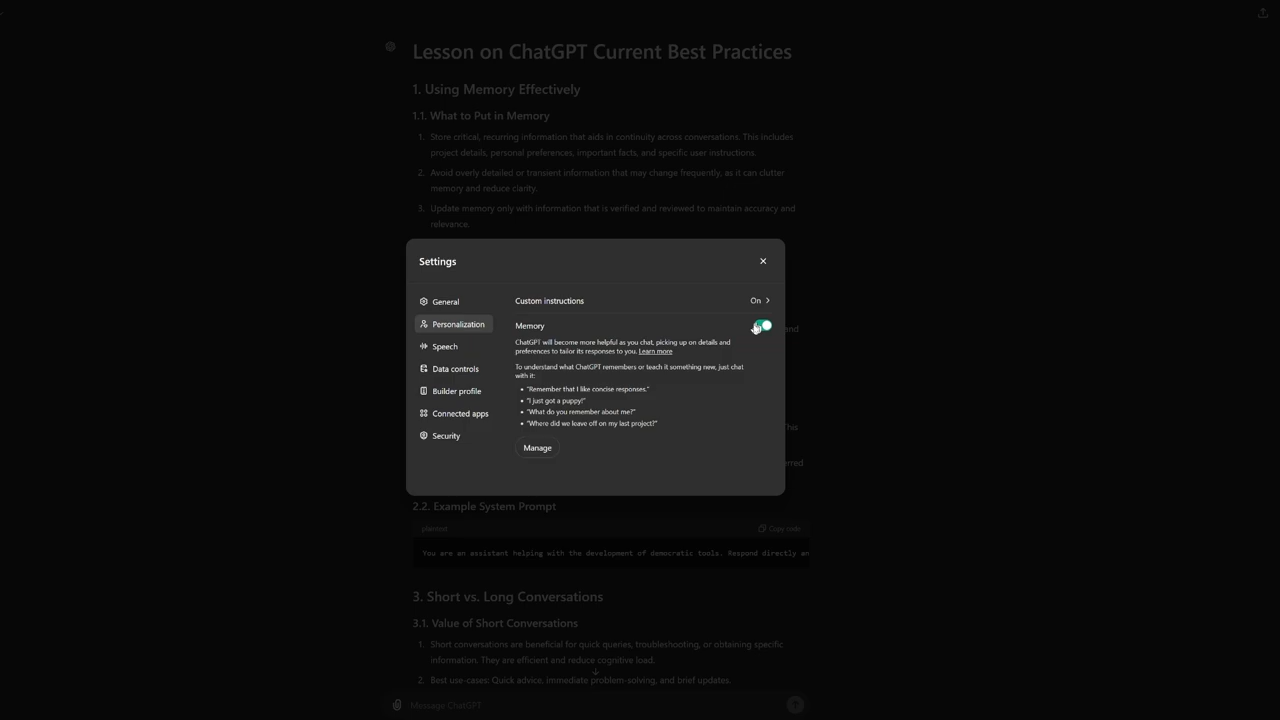 Lesson on ChatGPT Current Best Practices
1. Using Memory Effectively
1.1. What to Put in Memory
1. Store critical, recurring information that aids in continuity across conversations. This includes
project details, personal preferences, important facts, and specific user instructions.
2. Avoid overly detailed or transient information that may change frequently, as it can clutter
memory and reduce clarity.
3. Update memory only with information that is verified and reviewed to maintain accuracy and
relevance.
Settings
General
Personalization
Speech
Data controls
Builder profile
Connected apps
Security
Custom instructions
On
Memory
ChatGPT will become more helpful as you chat, picking up on details and
preferences to tailor its responses to you. Learn more
To understand what ChatGPT remembers or teach it something new, just chat
with it:
• "Remember that I like concise responses."
• "I just got a puppy!"
• "What do you remember about me?"
• "Where did we leave off on my last project?"
Manage
and
This
2.2. Example System Prompt
Copy code
You are an assistant helping with the development of democratic tools. Respond directly an
3. Short vs. Long Conversations
3.1. Value of Short Conversations
1. Short conversations are beneficial for quick queries, troubleshooting, or obtaining specific
information. They are efficient and reduce cognitive load.
2. Best use-cases: Quick advice, immediate problem-solving, and brief updates.
Message ChatGPT